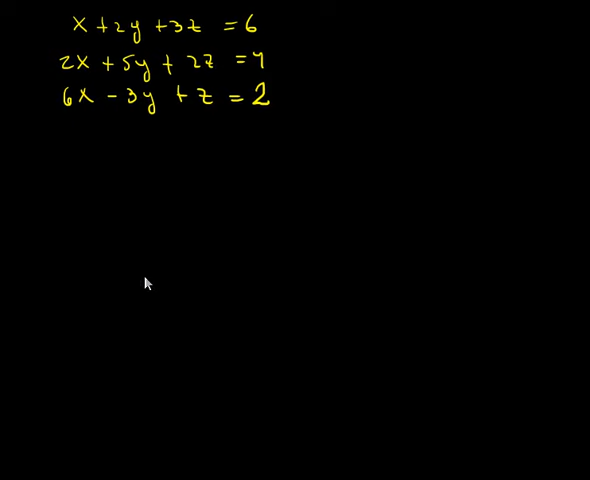 x + 2y + 3z = 6
2x + 5y + 2z = 4
6x - 3y + z = 2